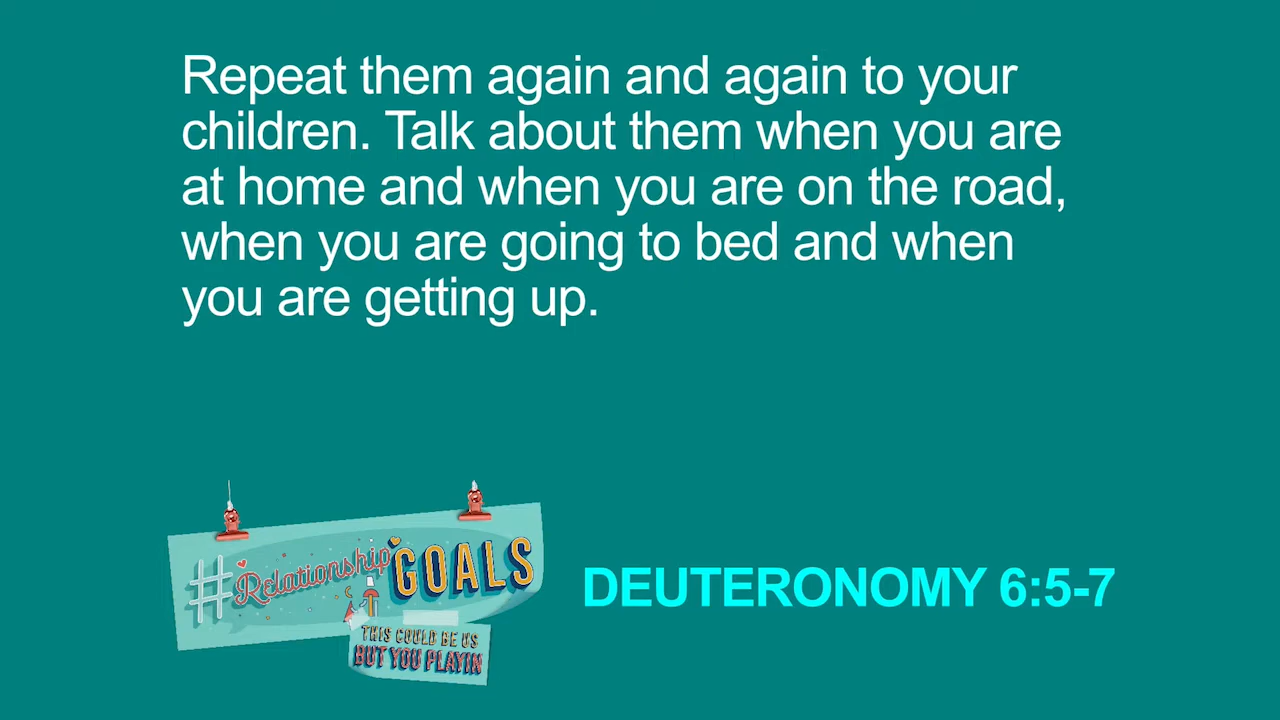 Repeat them again and again to your
children. Talk about them when you are
at home and when you are on the road,
when you are going to bed and when
you are getting up.
#Relationship GOALS
THIS COULD BE US
BUT YOU PLAYIN
DEUTERONOMY 6:5-7